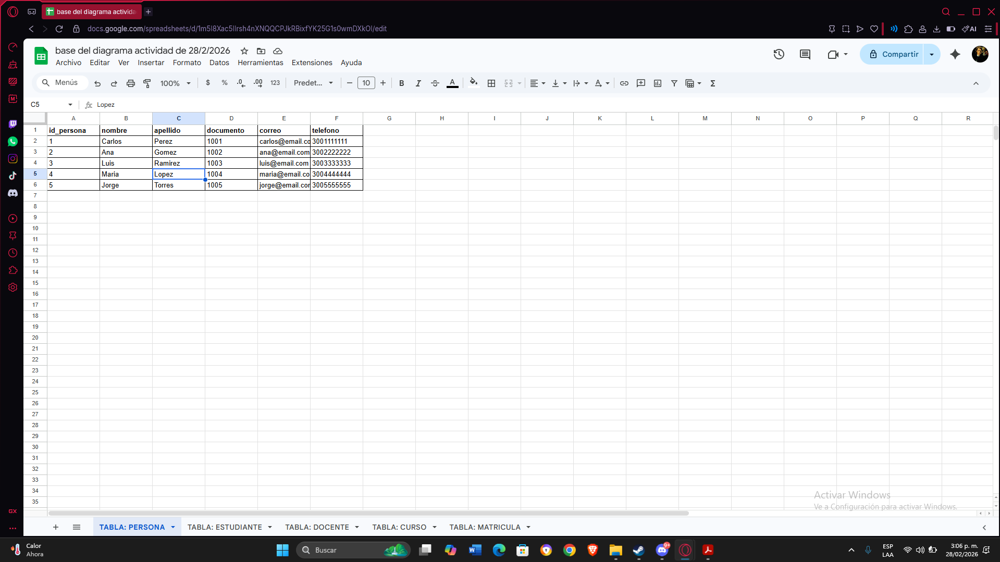 base del diagrama activida
docs.google.com/spreadsheets/d/1m5I8Xac5IIrsh4nXNQQCPJkRBixfYK25G1s0wmDXkOI/edit
AI
base del diagrama actividad de 28/2/2026
Compartir
Archivo Editar Ver Insertar Formato Datos Herramientas Extensiones Ayuda
Menús 100% $ % .0 .00 123 Predet... − 10 + B I S A Σ
C5 fx Lopez
A B C D E F G H I J K L M N O P Q R
1 id_persona nombre apellido documento correo telefono
2 1 Carlos Perez 1001 carlos@email.co 3001111111
3 2 Ana Gomez 1002 ana@email.com 3002222222
4 3 Luis Ramirez 1003 luis@email.com 3003333333
5 4 Maria Lopez 1004 maria@email.co 3004444444
6 5 Jorge Torres 1005 jorge@email.cor 3005555555
7
8
9
10
11
12
13
14
15
16
17
18
19
20
21
22
23
24
25
26
27
28
29
30
31
32
33
34
35
Activar Windows
Ve a Configuración para activar Windows.
GX
TABLA: PERSONA TABLA: ESTUDIANTE TABLA: DOCENTE TABLA: CURSO TABLA: MATRICULA
Calor
Ahora
Buscar
9+
ESP
LAA
3:06 p. m.
28/02/2026